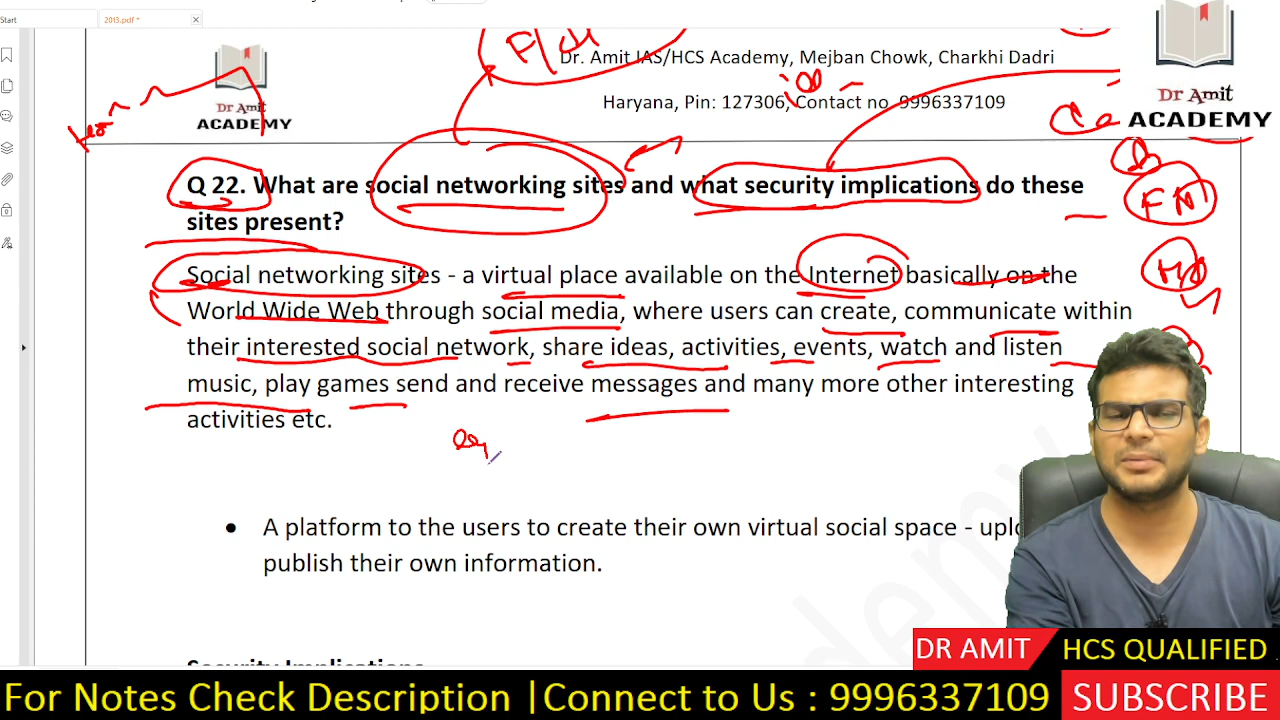 Start
2013.pdf *
Dr Amit
ACADEMY
Dr. Amit IAS/HCS Academy, Mejban Chowk, Charkhi Dadri
Haryana, Pin: 127306, Contact no. 9996337109
Dr Amit
ACADEMY
Q 22. What are social networking sites and what security implications do these
sites present?
Social networking sites - a virtual place available on the Internet basically on the
World Wide Web through social media, where users can create, communicate within
their interested social network, share ideas, activities, events, watch and listen
music, play games send and receive messages and many more other interesting
activities etc.
• A platform to the users to create their own virtual social space -
publish their own information.
Security Implications
DR AMIT HCS QUALIFIED
For Notes Check Description | Connect to Us : 9996337109 SUBSCRIBE